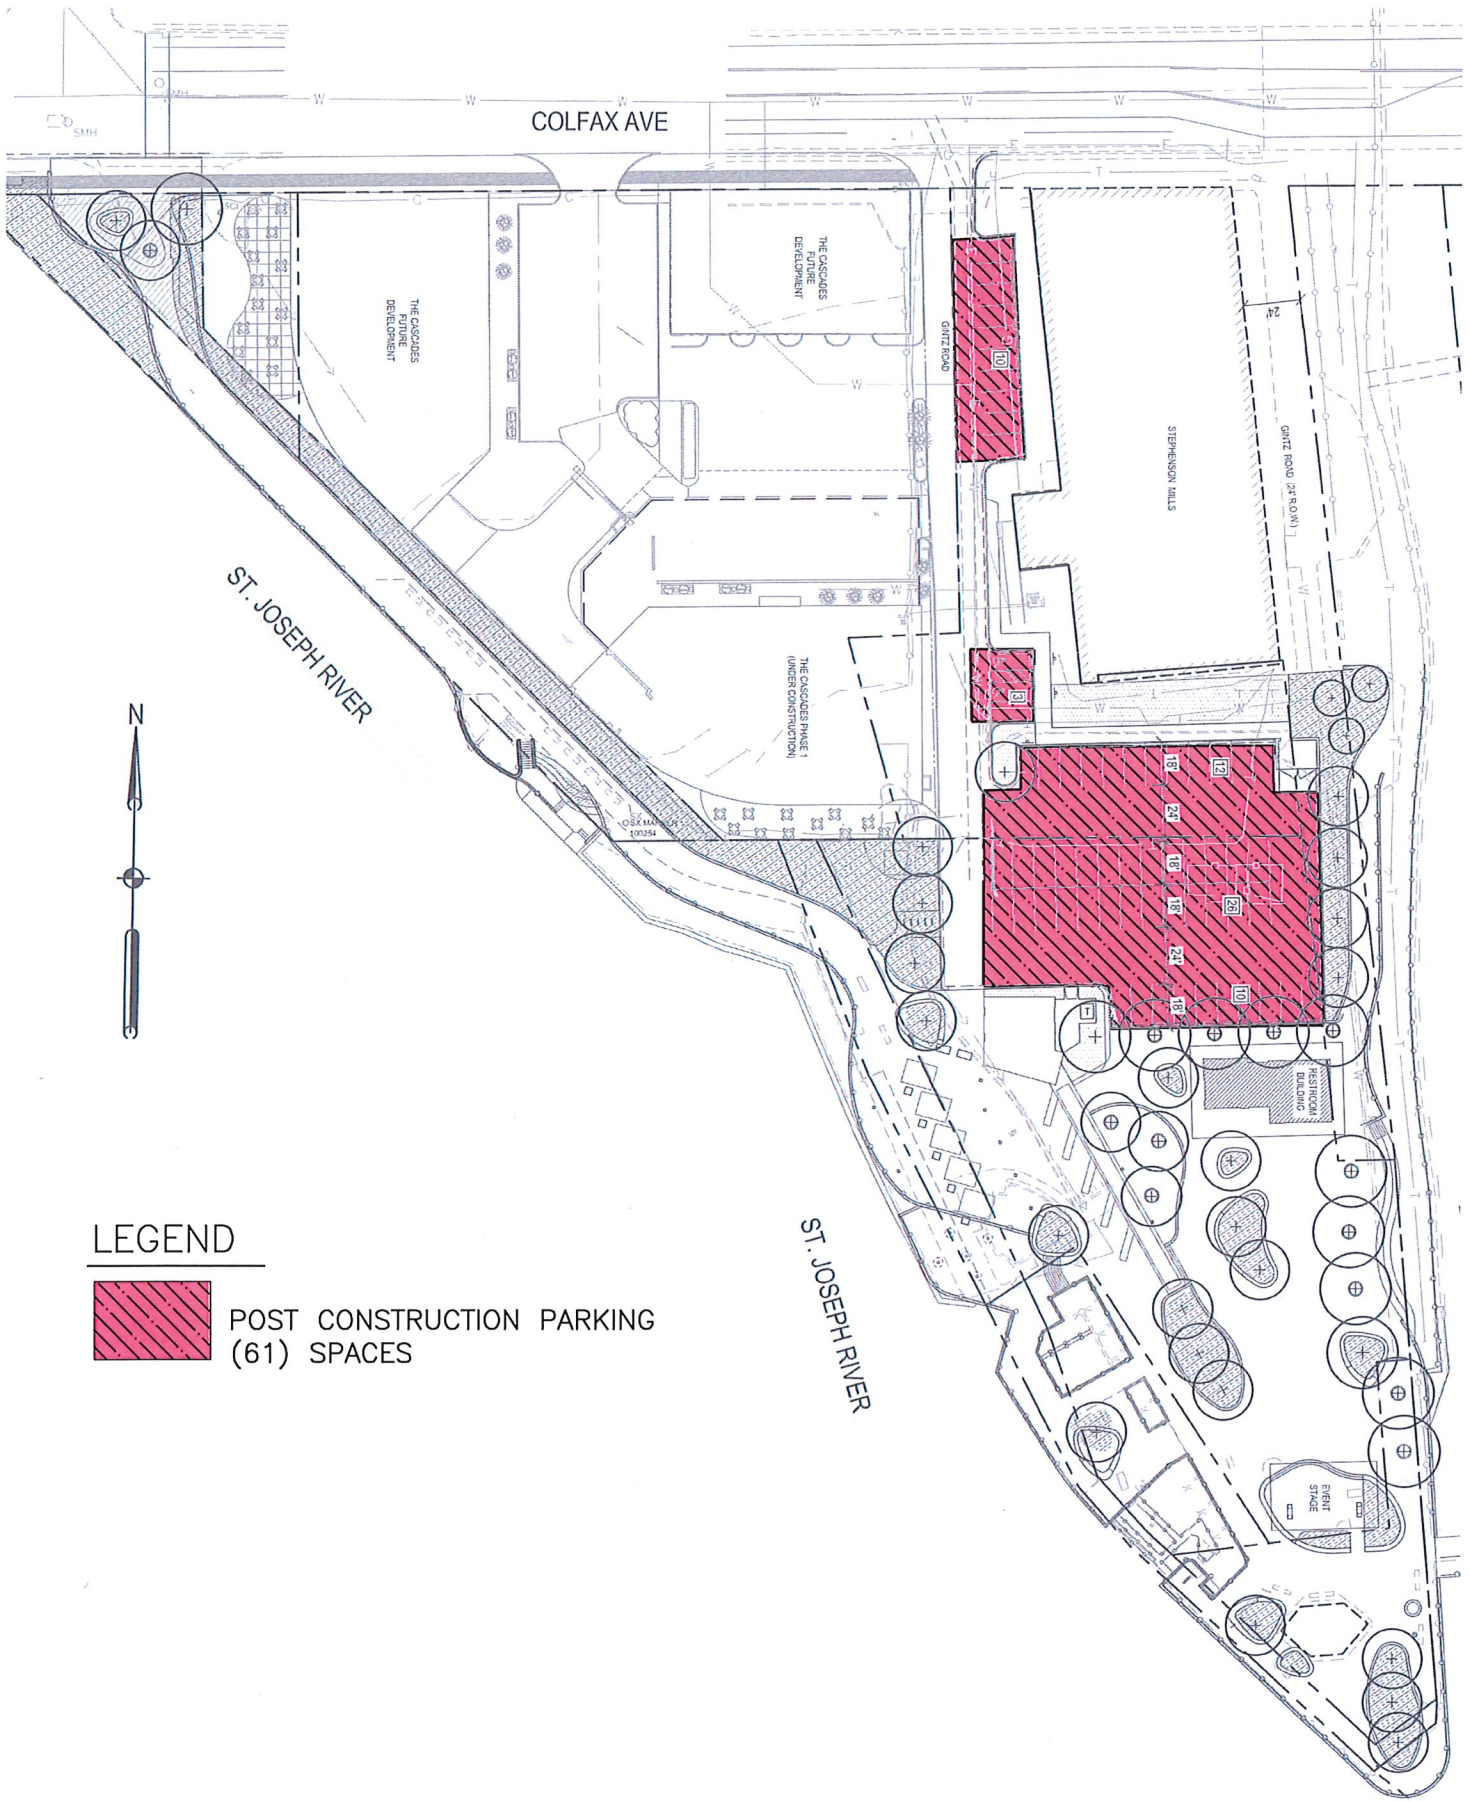 COLFAX AVE
SMH
THE CASCADES
FUTURE
DEVELOPMENT
THE CASCADES
FUTURE
DEVELOPMENT
GINTZ ROAD
10
STEPHENSON MILLS
24'
GINTZ ROAD (24' R.O.W.)
ST. JOSEPH RIVER
THE CASCADES PHASE 1
(UNDER CONSTRUCTION)
3
N
18'
12
24'
18'
18'
26
24'
10
18'
100254
T
RESTROOM
BUILDING
ST. JOSEPH RIVER
LEGEND
POST CONSTRUCTION PARKING
(61) SPACES
EVENT
STAGE